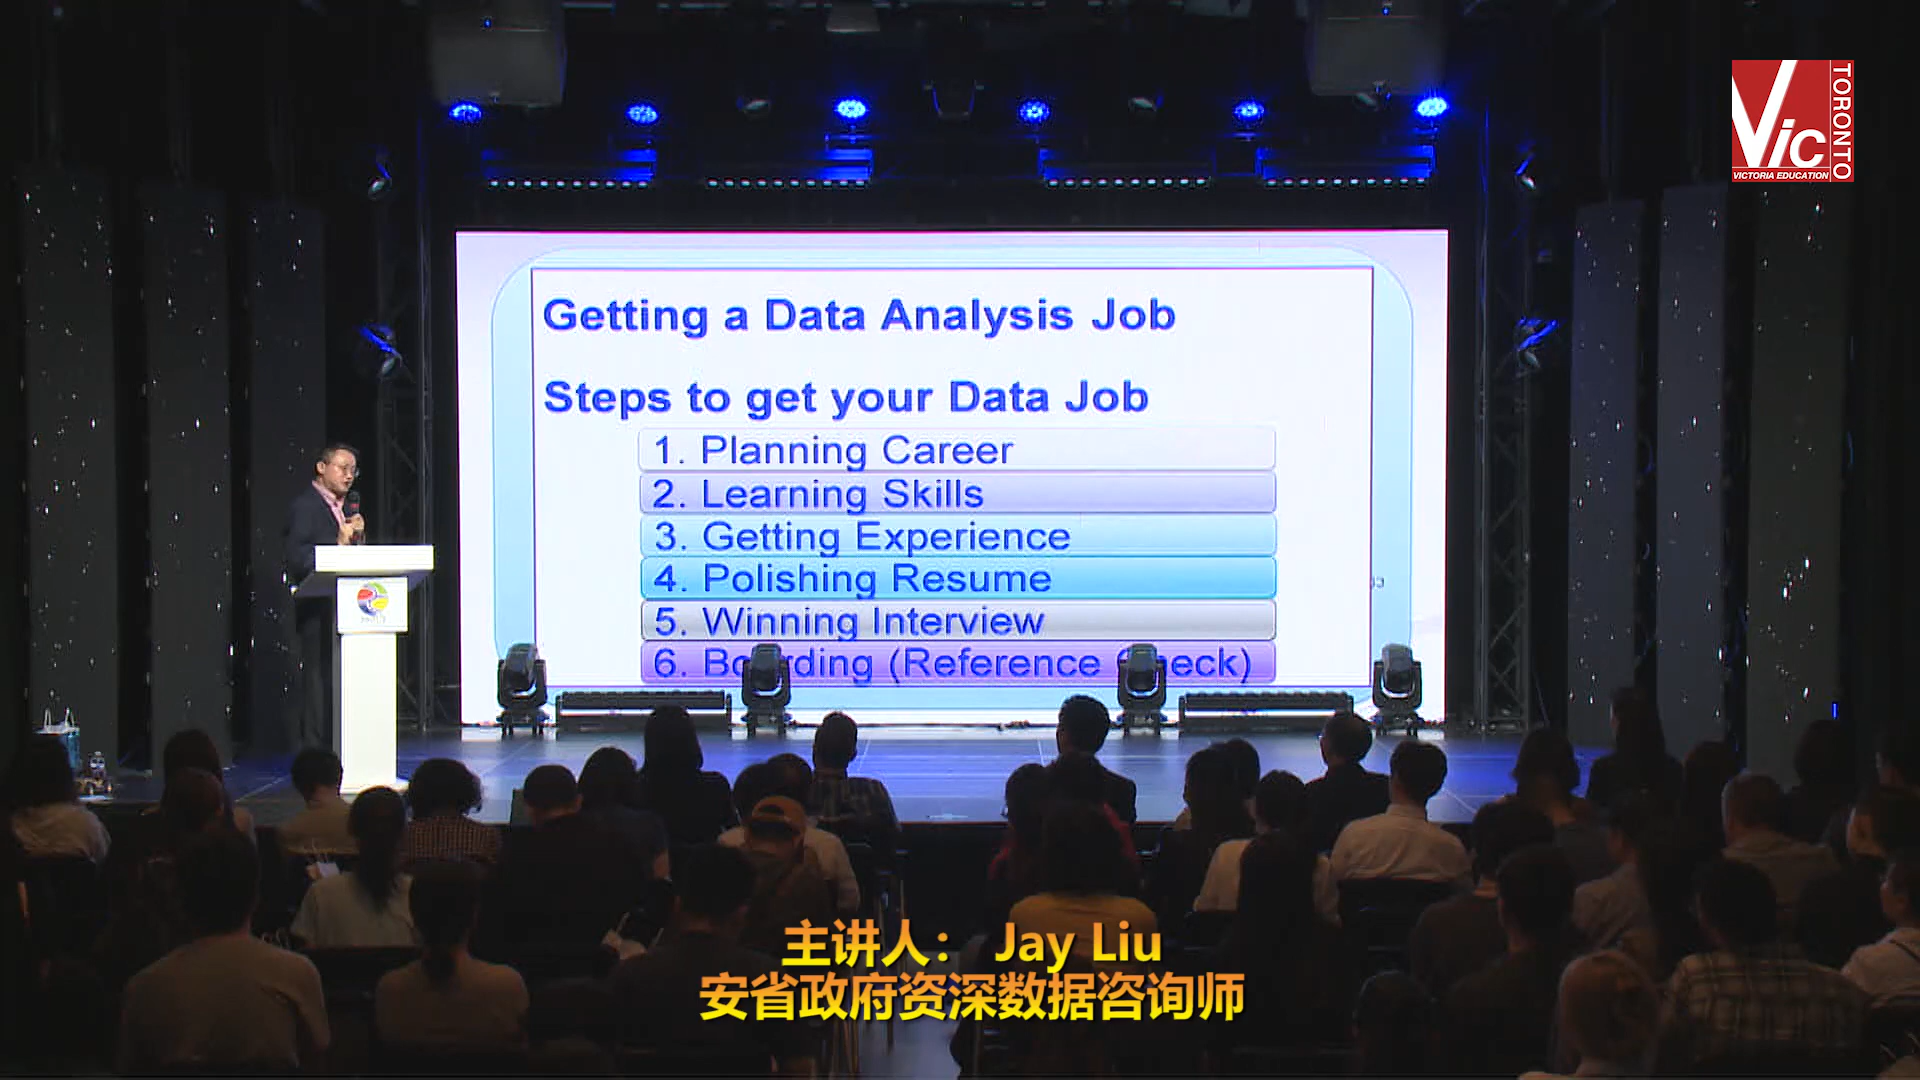 Vic
TORONTO
VICTORIA EDUCATION
Getting a Data Analysis Job
Steps to get your Data Job
1. Planning Career
2. Learning Skills
3. Getting Experience
4. Polishing Resume
5. Winning Interview
6. Boarding (Reference Check)
主讲人： Jay Liu
安省政府资深数据咨询师